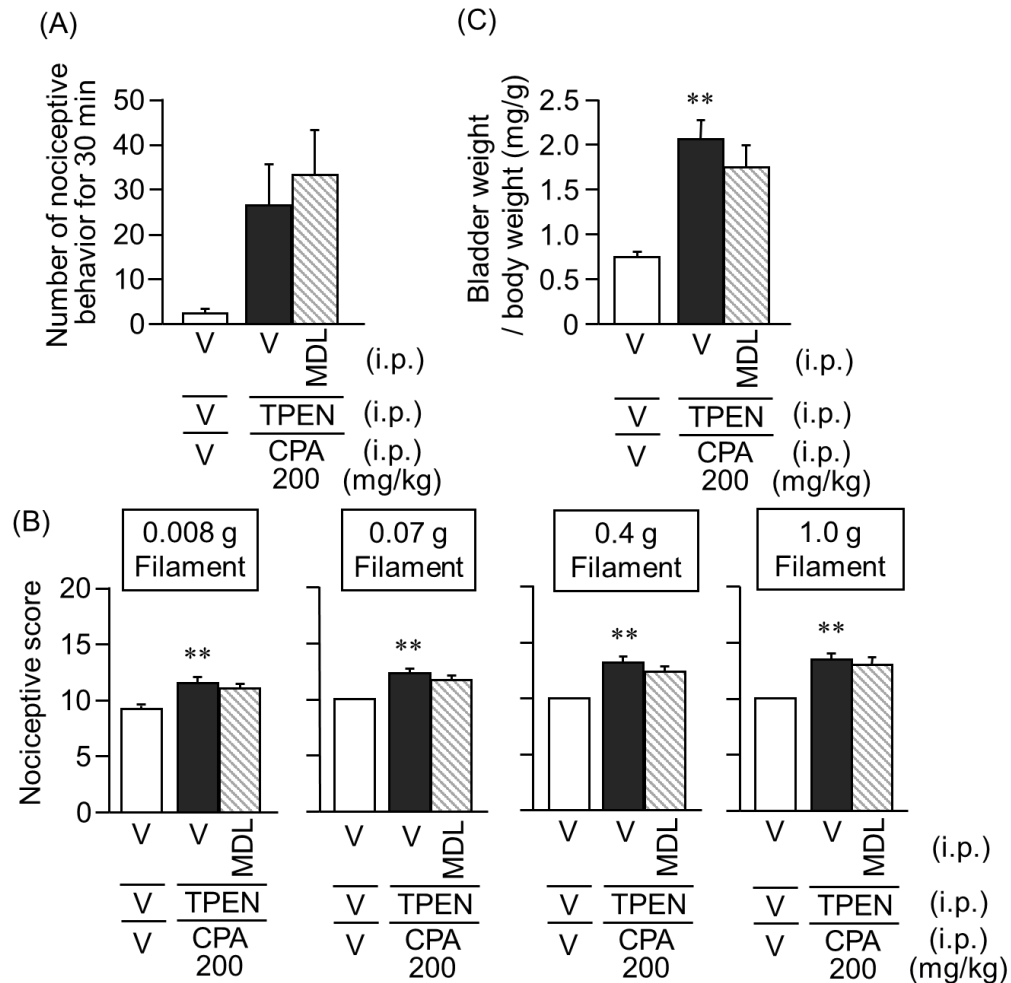 (A)
Number of nociceptive
behavior for 30 min
50
40
30
20
10
0
V
V
MDL
(i.p.)
V
TPEN
(i.p.)
V
CPA
(i.p.)
200
(mg/kg)
(C)
Bladder weight
/ body weight (mg/g)
2.5
2.0
1.5
1.0
0.5
0
**
V
V
MDL
(i.p.)
V
TPEN
(i.p.)
V
CPA
(i.p.)
200
(mg/kg)
(B)
0.008 g
Filament
0.07 g
Filament
0.4 g
Filament
1.0 g
Filament
Nociceptive score
20
15
10
5
0
**
**
**
**
V
V
MDL
V
V
MDL
V
V
MDL
V
V
MDL
(i.p.)
V
TPEN
V
TPEN
V
TPEN
V
TPEN
(i.p.)
V
CPA
V
CPA
V
CPA
V
CPA
(i.p.)
200
200
200
200
(mg/kg)